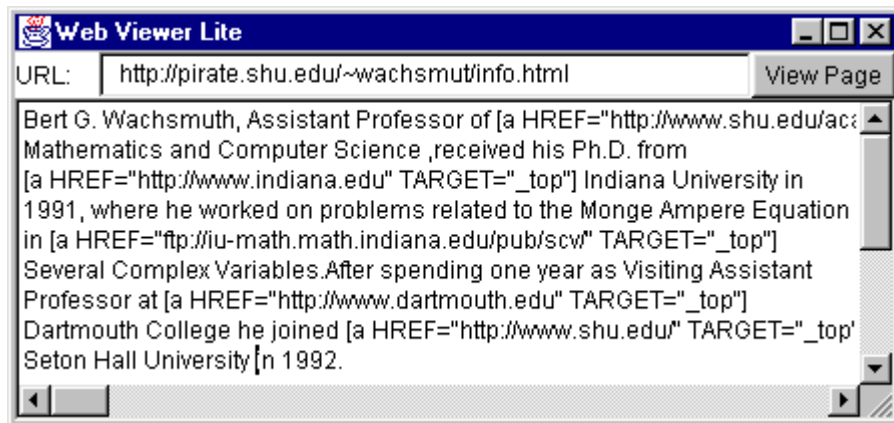 Web Viewer Lite
URL: http://pirate.shu.edu/~wachsmut/info.html View Page
Bert G. Wachsmuth, Assistant Professor of [a HREF="http://www.shu.edu/aca
Mathematics and Computer Science ,received his Ph.D. from
[a HREF="http://www.indiana.edu" TARGET="_top"] Indiana University in
1991, where he worked on problems related to the Monge Ampere Equation
in [a HREF="ftp://iu-math.math.indiana.edu/pub/scv/" TARGET="_top"]
Several Complex Variables.After spending one year as Visiting Assistant
Professor at [a HREF="http://www.dartmouth.edu" TARGET="_top"]
Dartmouth College he joined [a HREF="http://www.shu.edu/" TARGET="_top"
Seton Hall University in 1992.